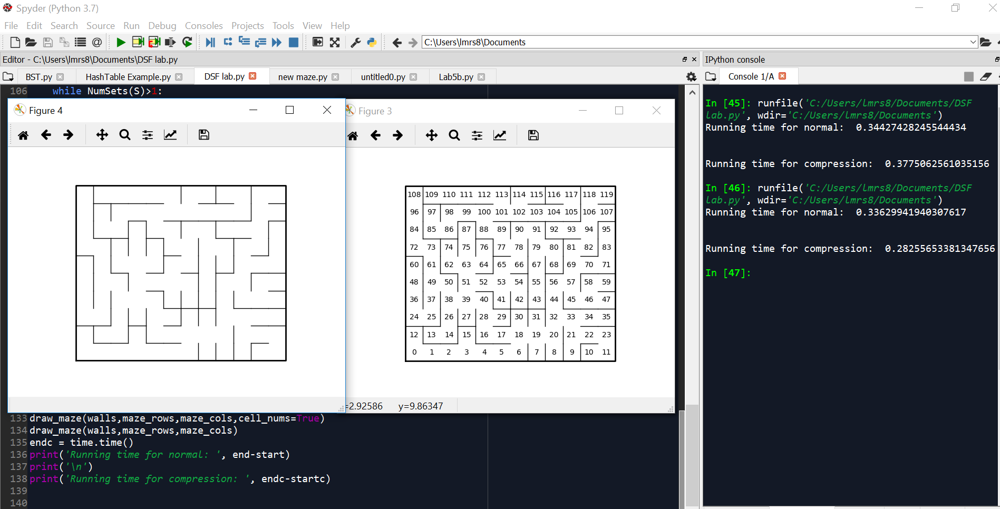 Spyder (Python 3.7)
File Edit Search Source Run Debug Consoles Projects Tools View Help
C:\Users\lmrs8\Documents
Editor - C:\Users\lmrs8\Documents\DSF lab.py
BST.py HashTable Example.py DSF lab.py new maze.py untitled0.py Lab5b.py
106 while NumSets(S)>1:
Figure 4
Figure 3
108 109 110 111 112 113 114 115 116 117 118 119
96 97 98 99 100 101 102 103 104 105 106 107
84 85 86 87 88 89 90 91 92 93 94 95
72 73 74 75 76 77 78 79 80 81 82 83
60 61 62 63 64 65 66 67 68 69 70 71
48 49 50 51 52 53 54 55 56 57 58 59
36 37 38 39 40 41 42 43 44 45 46 47
24 25 26 27 28 29 30 31 32 33 34 35
12 13 14 15 16 17 18 19 20 21 22 23
0 1 2 3 4 5 6 7 8 9 10 11
=2.92586 y=9.86347
133 draw_maze(walls,maze_rows,maze_cols,cell_nums=True)
134 draw_maze(walls,maze_rows,maze_cols)
135 endc = time.time()
136 print('Running time for normal: ', end-start)
137 print('\n')
138 print('Running time for compression: ', endc-startc)
139
140
IPython console
Console 1/A
In [45]: runfile('C:/Users/lmrs8/Documents/DSF
lab.py', wdir='C:/Users/lmrs8/Documents')
Running time for normal:  0.34427428245544434
Running time for compression:  0.3775062561035156
In [46]: runfile('C:/Users/lmrs8/Documents/DSF
lab.py', wdir='C:/Users/lmrs8/Documents')
Running time for normal:  0.33629941940307617
Running time for compression:  0.28255653381347656
In [47]: